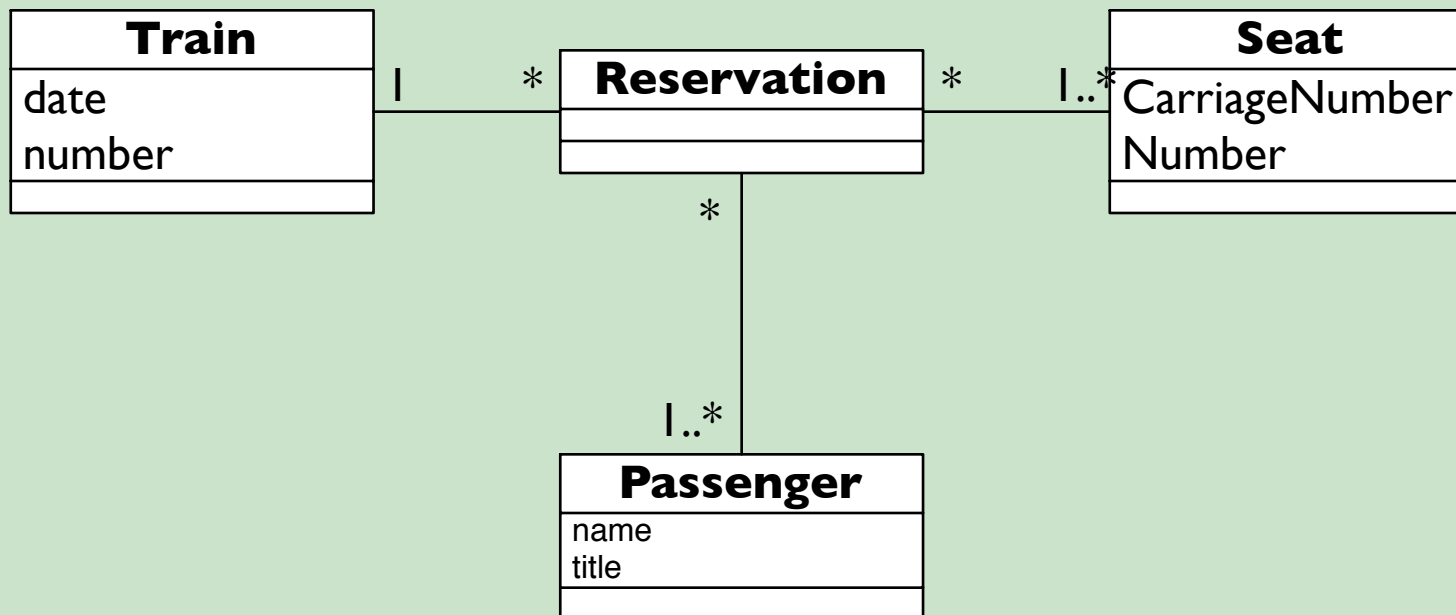 Train
date
number
1
*
Reservation
*
1..*
Seat
CarriageNumber
Number
*
1..*
Passenger
name
title